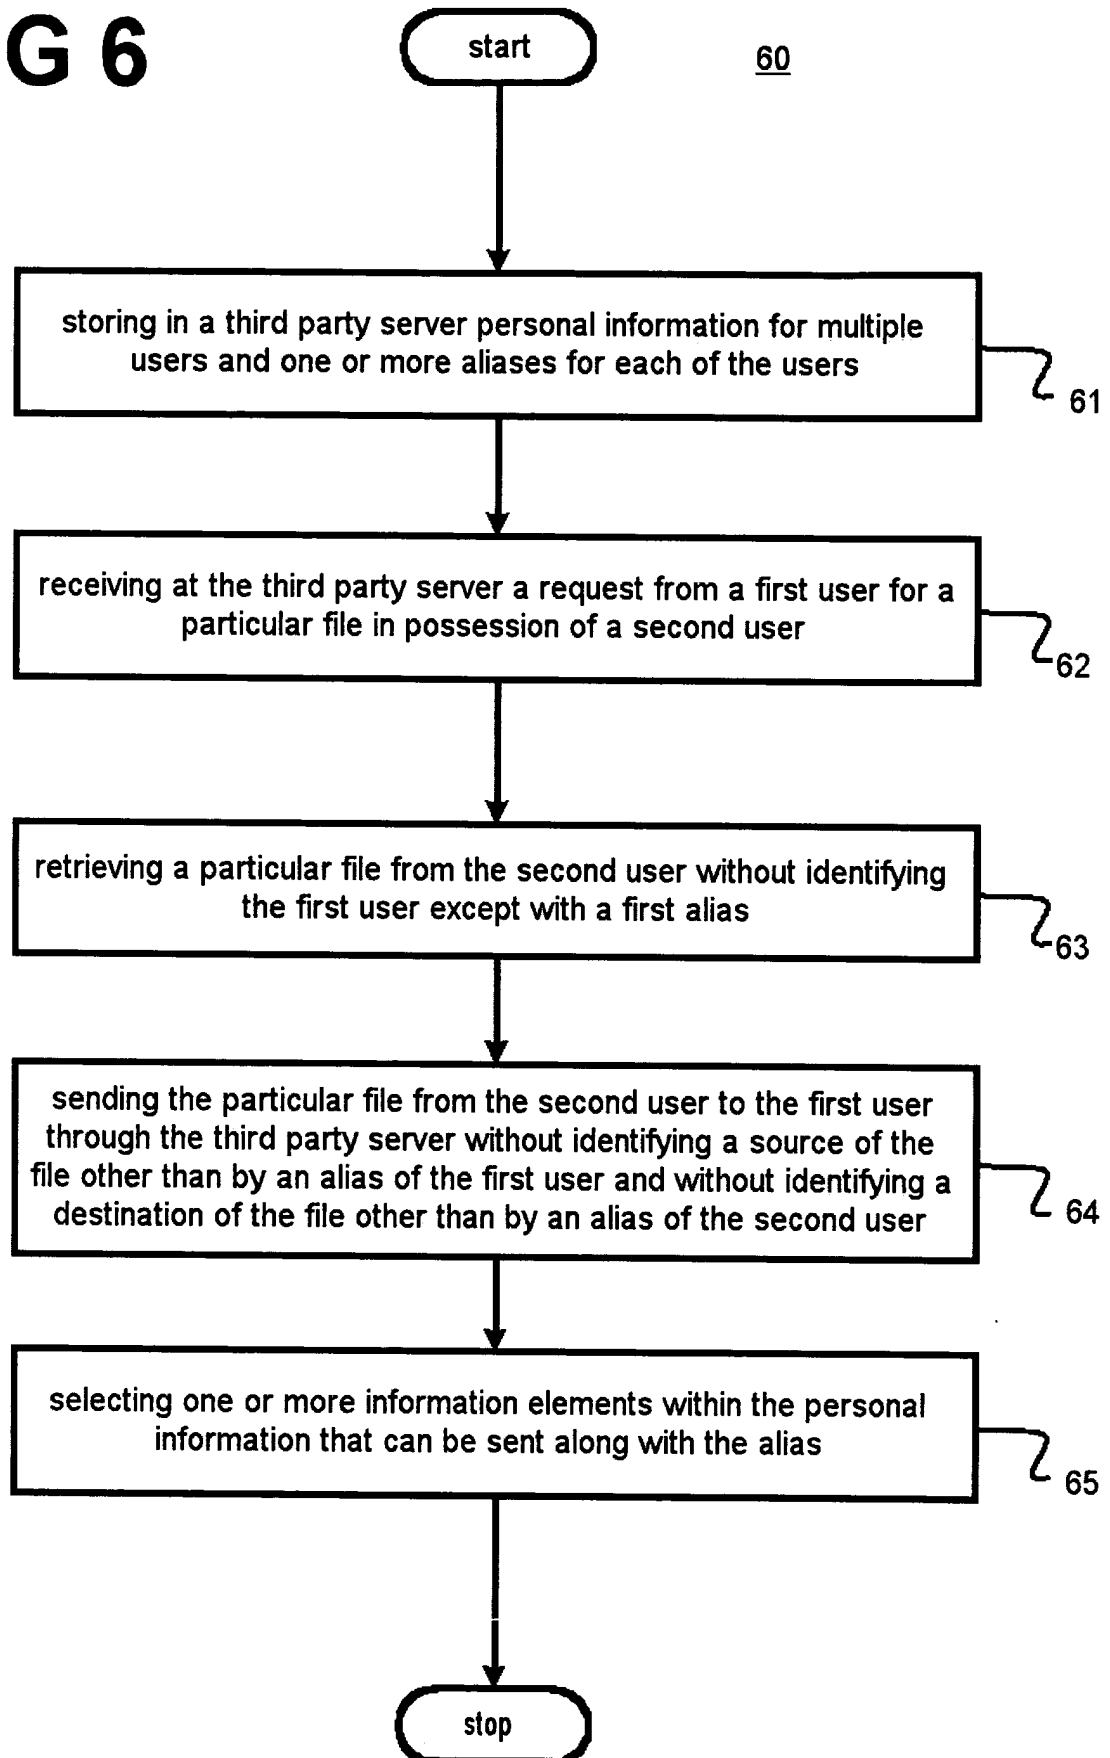 G 6
start
60
storing in a third party server personal information for multiple
users and one or more aliases for each of the users
61
receiving at the third party server a request from a first user for a
particular file in possession of a second user
62
retrieving a particular file from the second user without identifying
the first user except with a first alias
63
sending the particular file from the second user to the first user
through the third party server without identifying a source of the
file other than by an alias of the first user and without identifying a
destination of the file other than by an alias of the second user
64
selecting one or more information elements within the personal
information that can be sent along with the alias
65
stop